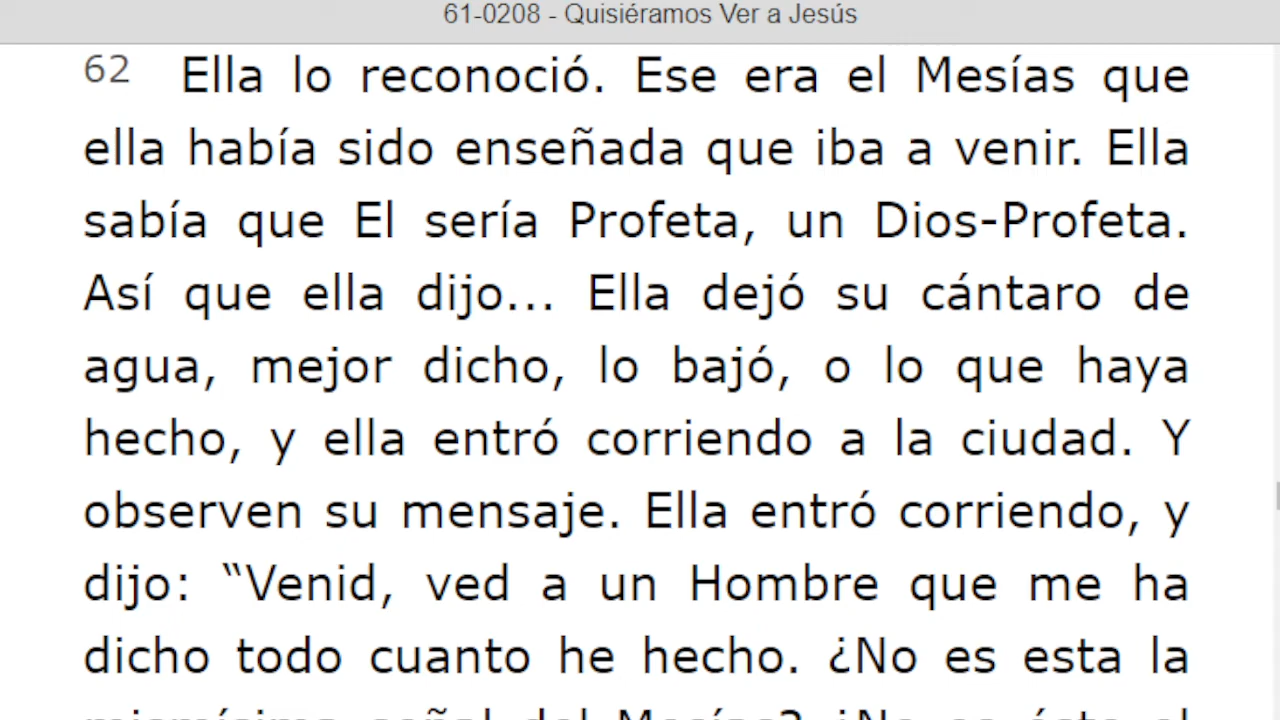 61-0208 - Quisiéramos Ver a Jesús
62 Ella lo reconoció. Ese era el Mesías que
ella había sido enseñada que iba a venir. Ella
sabía que El sería Profeta, un Dios-Profeta.
Así que ella dijo... Ella dejó su cántaro de
agua, mejor dicho, lo bajó, o lo que haya
hecho, y ella entró corriendo a la ciudad. Y
observen su mensaje. Ella entró corriendo, y
dijo: “Venid, ved a un Hombre que me ha
dicho todo cuanto he hecho. ¿No es esta la